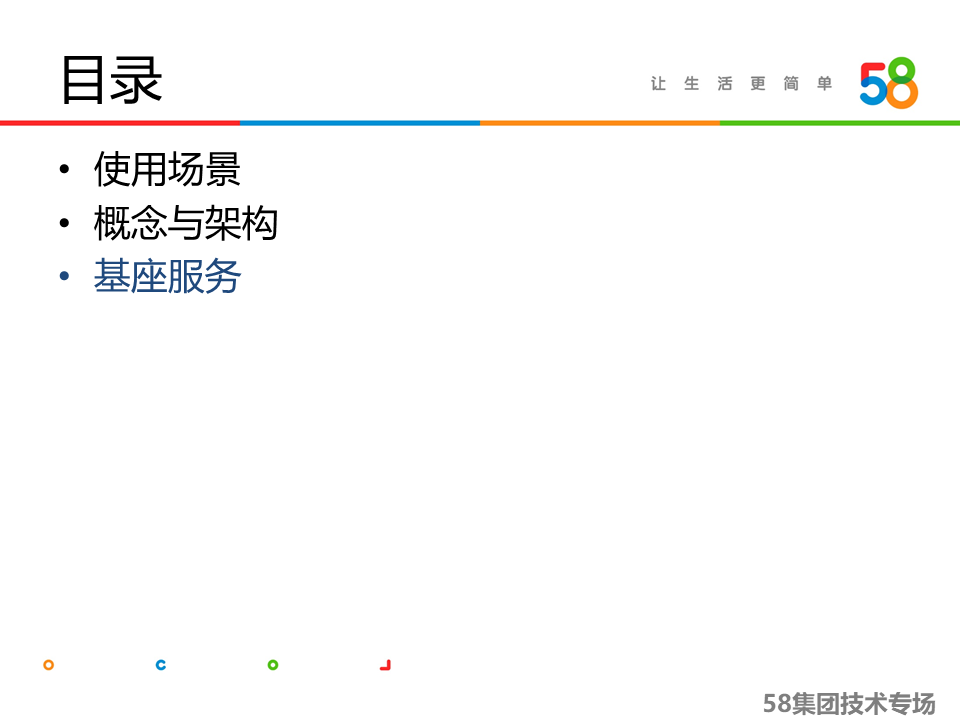 目录
让生活更简单 58
• 使用场景
• 概念与架构
• 基座服务
58集团技术专场